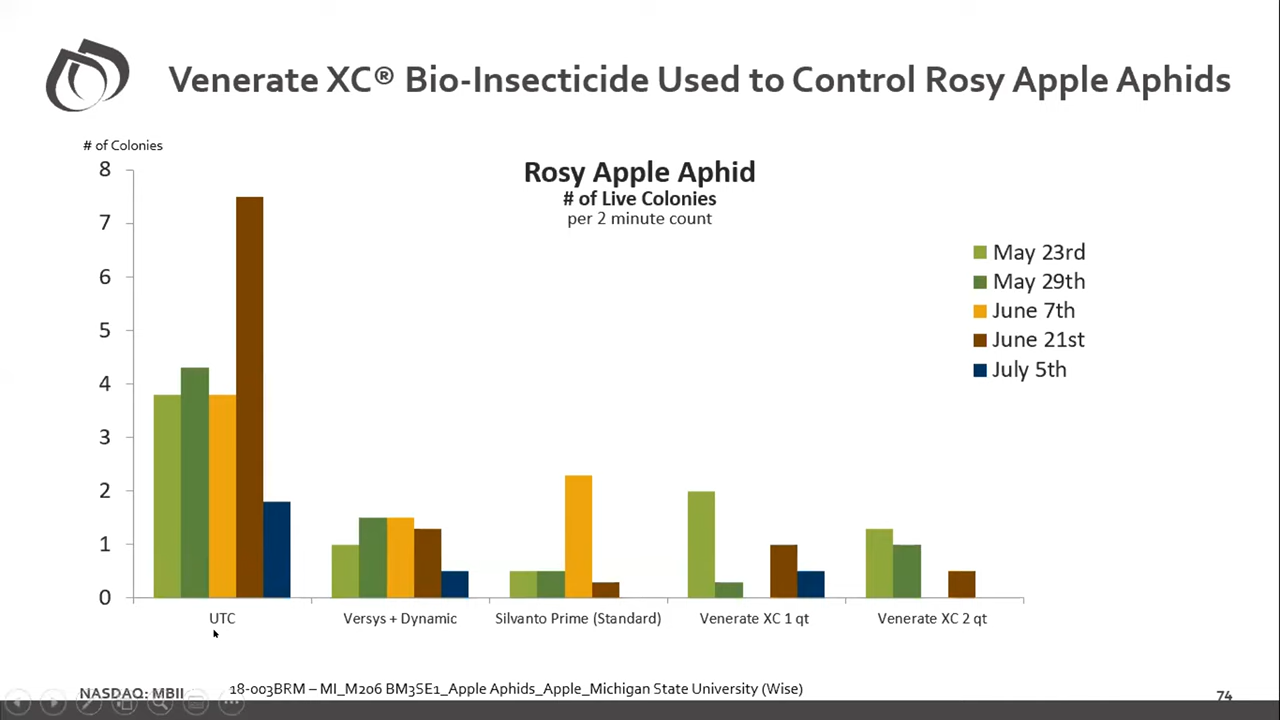 Venerate XC® Bio-Insecticide Used to Control Rosy Apple Aphids
# of Colonies
Rosy Apple Aphid
# of Live Colonies
per 2 minute count
8
7
6
5
4
3
2
1
0
May 23rd
May 29th
June 7th
June 21st
July 5th
UTC
Versys + Dynamic
Silvanto Prime (Standard)
Venerate XC 1 qt
Venerate XC 2 qt
NASDAQ: MBII
18-003BRM – MI_M206 BM3SE1_Apple Aphids_Apple_Michigan State University (Wise)
74